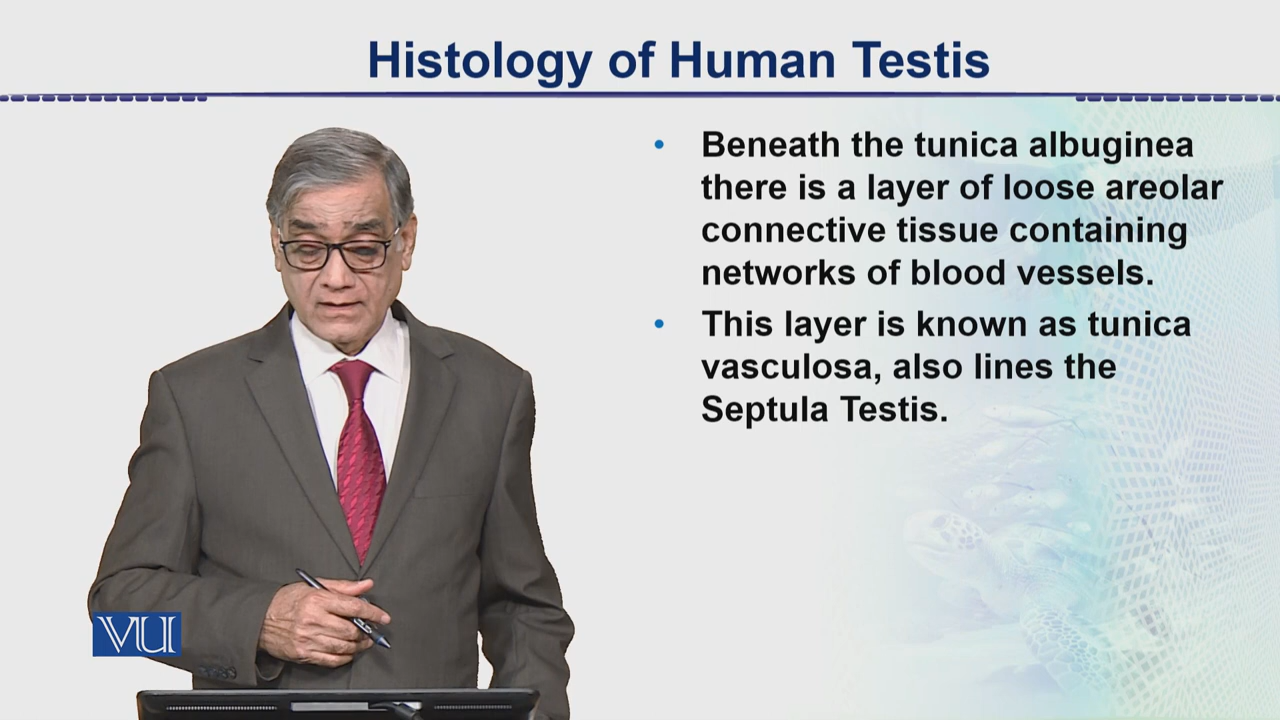 Histology of Human Testis
• Beneath the tunica albuginea
there is a layer of loose areolar
connective tissue containing
networks of blood vessels.
• This layer is known as tunica
vasculosa, also lines the
Septula Testis.
VU